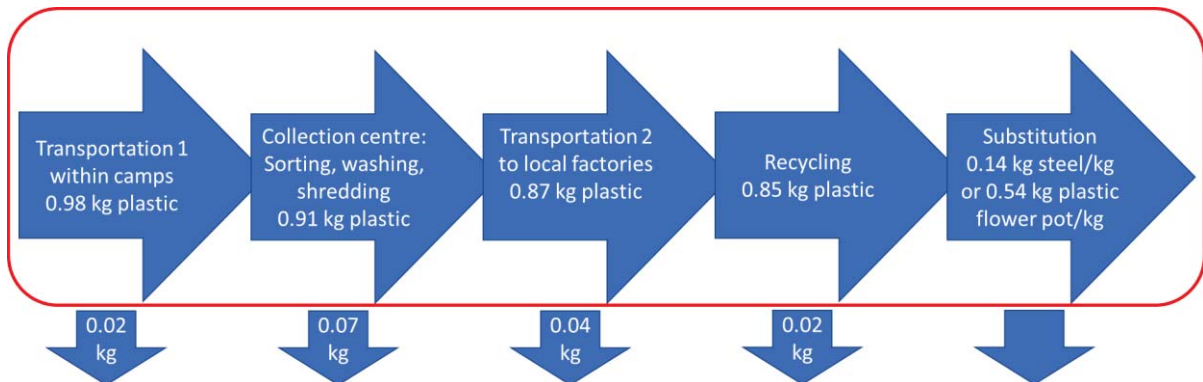 Transportation 1
within camps
0.98 kg plastic
Collection centre:
Sorting, washing,
shredding
0.91 kg plastic
Transportation 2
to local factories
0.87 kg plastic
Recycling
0.85 kg plastic
Substitution
0.14 kg steel/kg
or 0.54 kg plastic
flower pot/kg
0.02
kg
0.07
kg
0.04
kg
0.02
kg